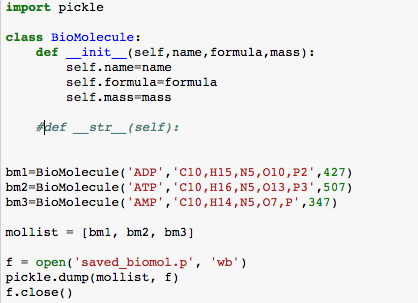 import pickle
class BioMolecule:
    def __init__(self,name,formula,mass):
        self.name=name
        self.formula=formula
        self.mass=mass
    #def __str__(self):
bm1=BioMolecule('ADP','C10,H15,N5,O10,P2',427)
bm2=BioMolecule('ATP','C10,H16,N5,O13,P3',507)
bm3=BioMolecule('AMP','C10,H14,N5,O7,P',347)
mollist = [bm1, bm2, bm3]
f = open('saved_biomol.p', 'wb')
pickle.dump(mollist, f)
f.close()